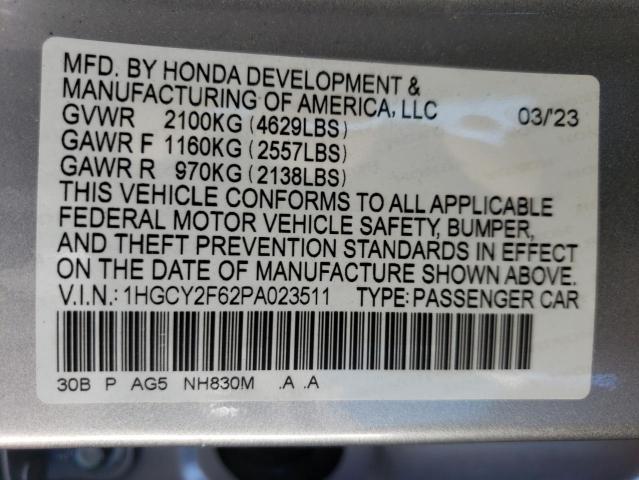 MFD. BY HONDA DEVELOPMENT &
MANUFACTURING OF AMERICA, LLC 03/'23
GVWR 2100KG (4629LBS)
GAWR F 1160KG (2557LBS)
GAWR R 970KG (2138LBS)
THIS VEHICLE CONFORMS TO ALL APPLICABLE
FEDERAL MOTOR VEHICLE SAFETY, BUMPER,
AND THEFT PREVENTION STANDARDS IN EFFECT
ON THE DATE OF MANUFACTURE SHOWN ABOVE.
V.I.N.: 1HGCY2F62PA023511 TYPE: PASSENGER CAR
30B P AG5 NH830M .A .A